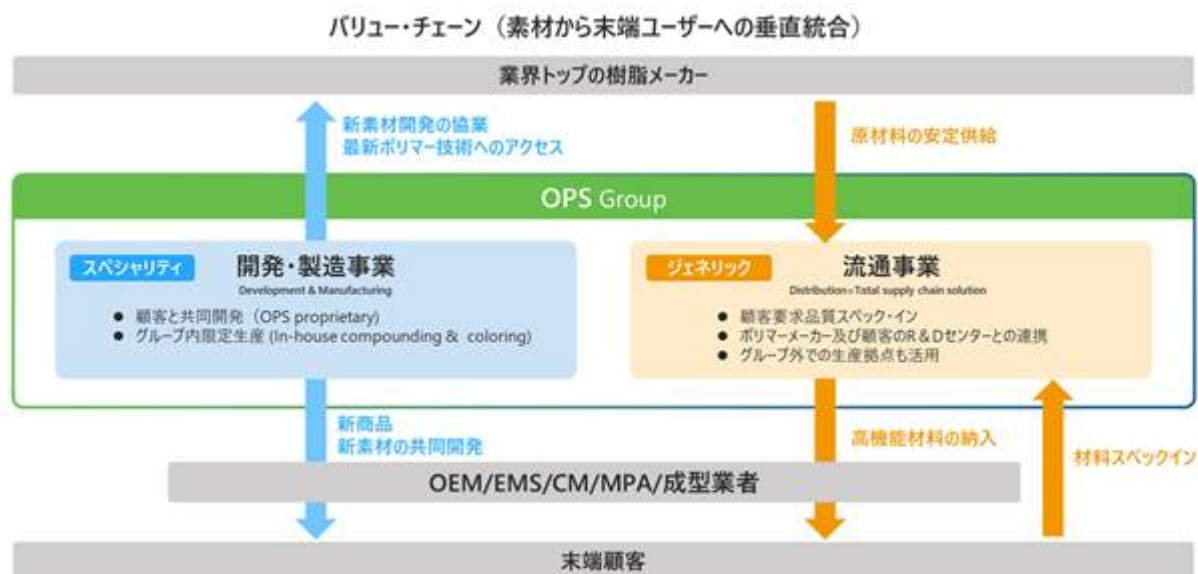 バリュー・チェーン（素材から末端ユーザーへの垂直統合）
業界トップの樹脂メーカー
新素材開発の協業
最新ポリマー技術へのアクセス
原材料の安定供給
OPS Group
スペシャリティ
開発・製造事業
Development & Manufacturing
● 顧客と共同開発（OPS proprietary)
● グループ内限定生産 (In-house compounding & coloring)
ジェネリック
流通事業
Distribution=Total supply chain solution
● 顧客要求品質スペック・イン
● ポリマーメーカー及び顧客のR&Dセンターとの連携
● グループ外での生産拠点も活用
新商品
新素材の共同開発
高機能材料の納入
材料スペックイン
OEM/EMS/CM/MPA/成型業者
末端顧客